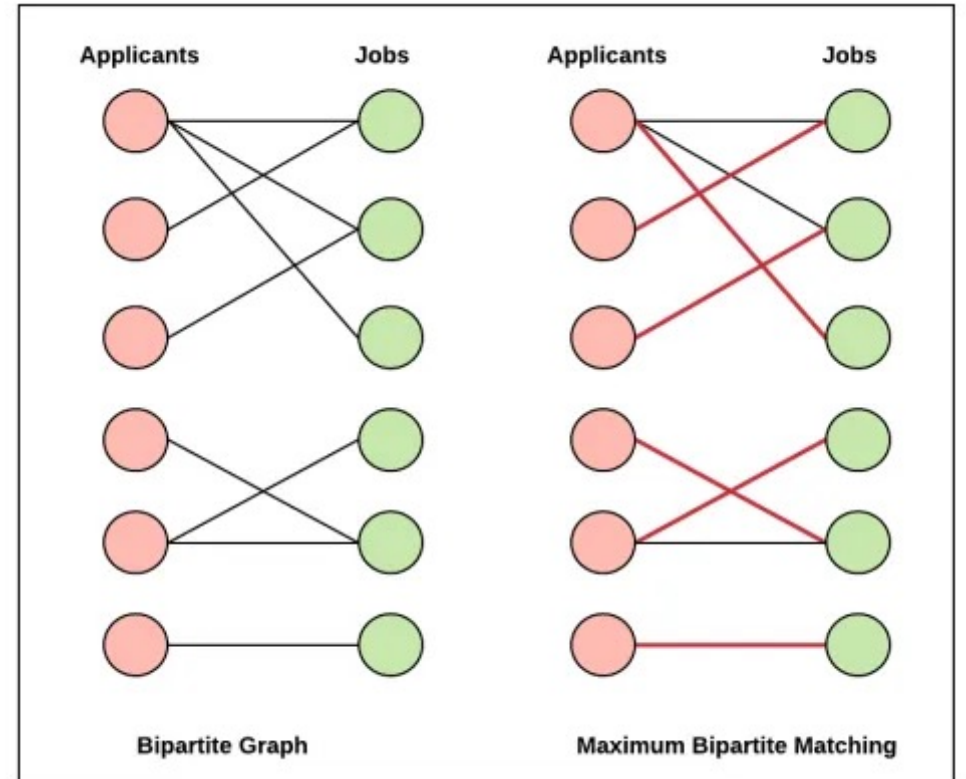 Applicants
Jobs
Applicants
Jobs
Bipartite Graph
Maximum Bipartite Matching